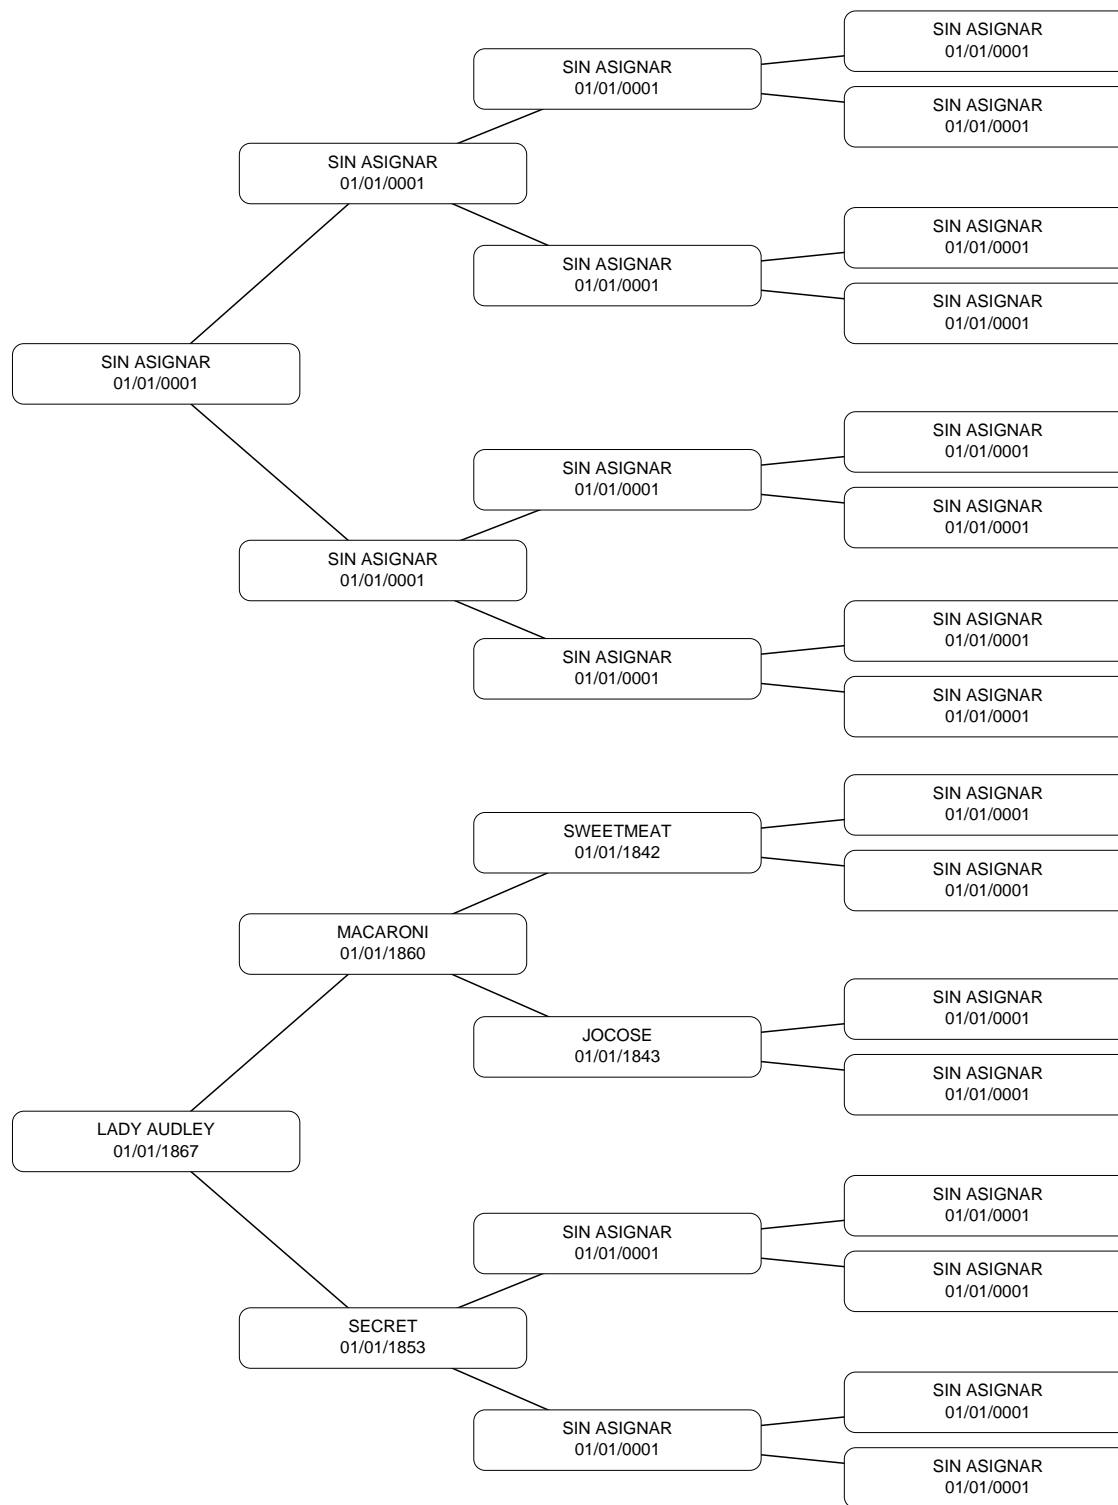 SIN ASIGNAR
01/01/0001
SIN ASIGNAR
01/01/0001
SIN ASIGNAR
01/01/0001
SIN ASIGNAR
01/01/0001
SIN ASIGNAR
01/01/0001
SIN ASIGNAR
01/01/0001
SIN ASIGNAR
01/01/0001
SIN ASIGNAR
01/01/0001
SIN ASIGNAR
01/01/0001
SIN ASIGNAR
01/01/0001
SIN ASIGNAR
01/01/0001
SIN ASIGNAR
01/01/0001
SIN ASIGNAR
01/01/0001
SIN ASIGNAR
01/01/0001
SIN ASIGNAR
01/01/0001
SIN ASIGNAR
01/01/0001
SWEETMEAT
01/01/1842
SIN ASIGNAR
01/01/0001
MACARONI
01/01/1860
SIN ASIGNAR
01/01/0001
JOCOSE
01/01/1843
SIN ASIGNAR
01/01/0001
LADY AUDLEY
01/01/1867
SIN ASIGNAR
01/01/0001
SIN ASIGNAR
01/01/0001
SIN ASIGNAR
01/01/0001
SECRET
01/01/1853
SIN ASIGNAR
01/01/0001
SIN ASIGNAR
01/01/0001
SIN ASIGNAR
01/01/0001